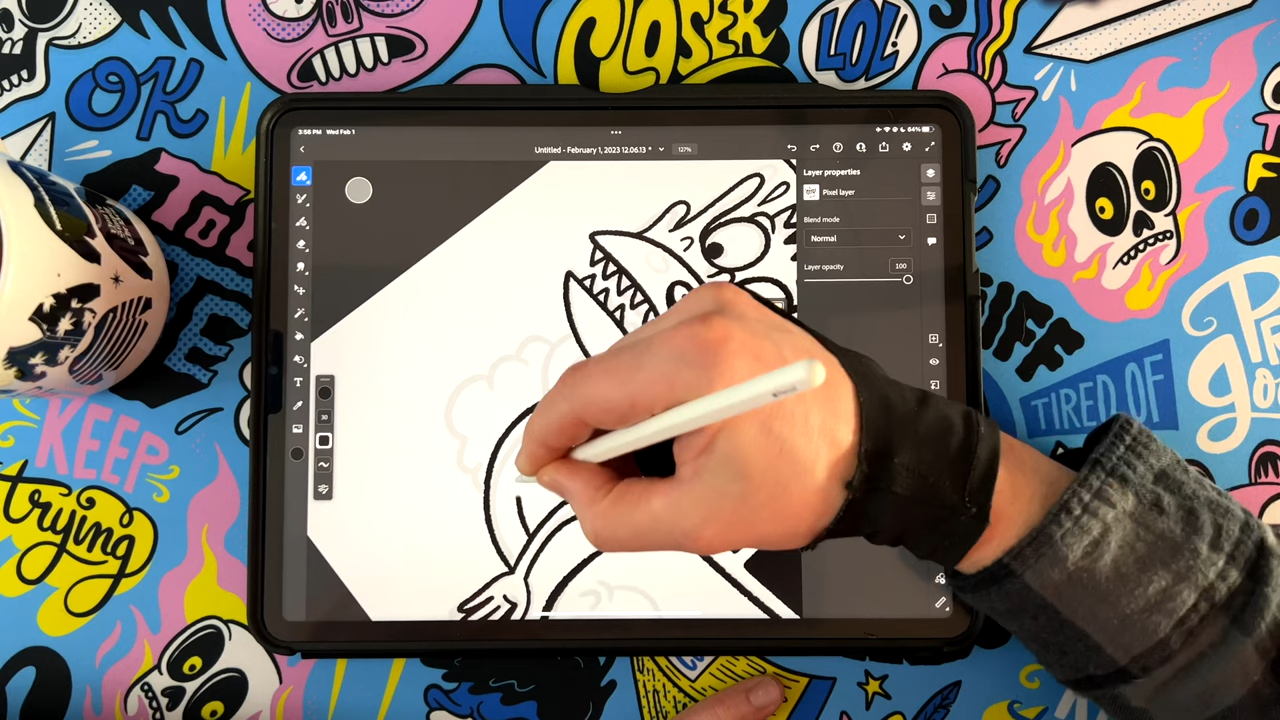 OK
CLOSER
LOL!
3:56 PM Wed Feb 1
64%
Untitled - February 1, 2023 12.06.13 *
127%
Layer properties
Pixel layer
Blend mode
Normal
Layer opacity
100
30
T
KEEP
trying
TIRED OF